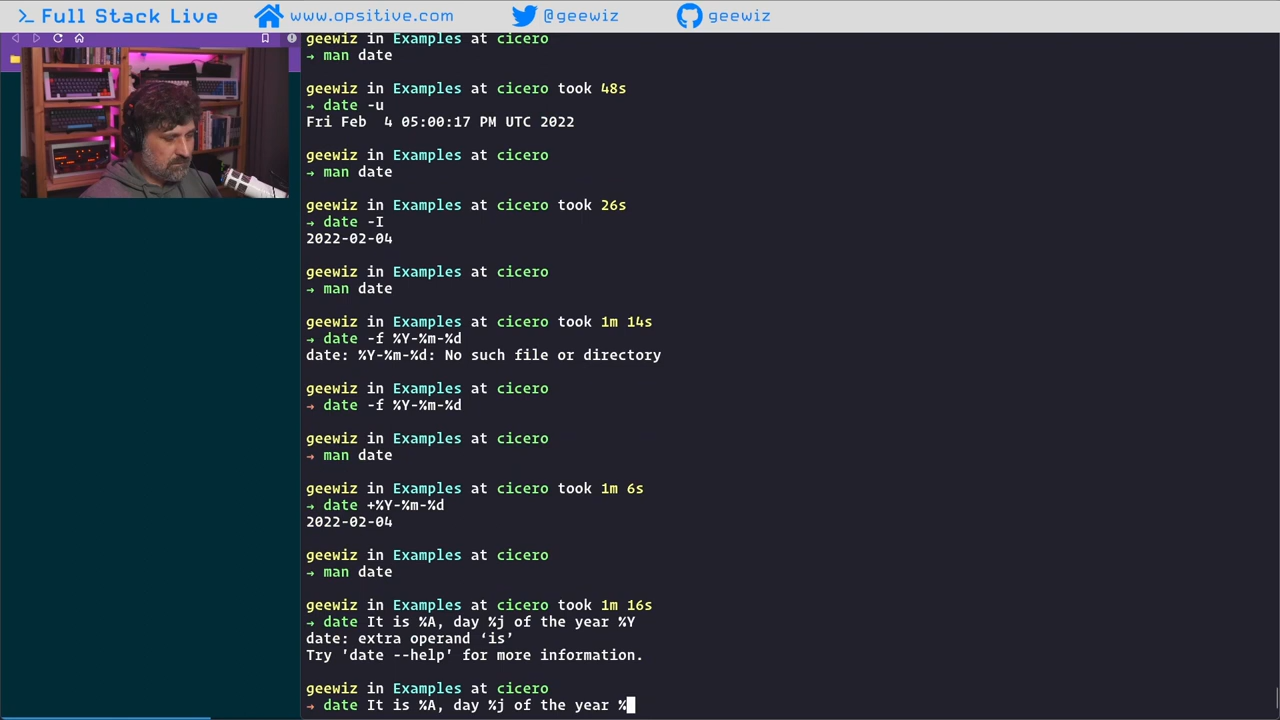 >_ Full Stack Live www.opsitive.com @geewiz geewiz
geewiz in Examples at cicero
→ man date
geewiz in Examples at cicero took 48s
→ date -u
Fri Feb  4 05:00:17 PM UTC 2022
geewiz in Examples at cicero
→ man date
geewiz in Examples at cicero took 26s
→ date -I
2022-02-04
geewiz in Examples at cicero
→ man date
geewiz in Examples at cicero took 1m 14s
→ date -f %Y-%m-%d
date: %Y-%m-%d: No such file or directory
geewiz in Examples at cicero
→ date -f %Y-%m-%d
geewiz in Examples at cicero
→ man date
geewiz in Examples at cicero took 1m 6s
→ date +%Y-%m-%d
2022-02-04
geewiz in Examples at cicero
→ man date
geewiz in Examples at cicero took 1m 16s
→ date It is %A, day %j of the year %Y
date: extra operand ‘is’
Try 'date --help' for more information.
geewiz in Examples at cicero
→ date It is %A, day %j of the year %